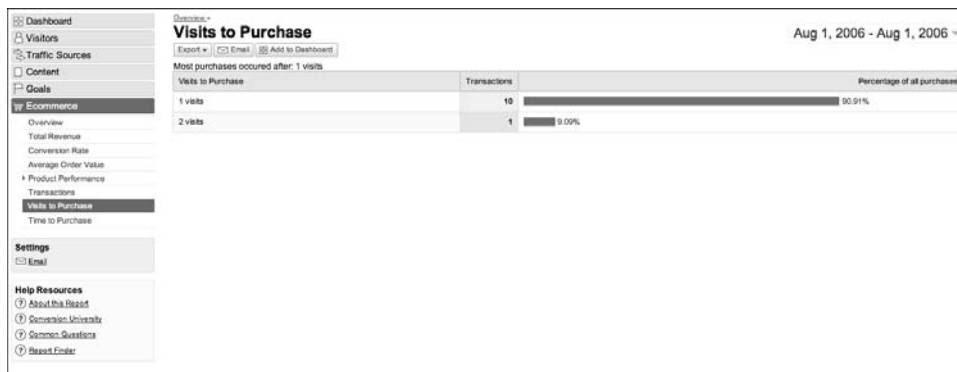 Dashboard
Visitors
Traffic Sources
Content
Goals
Ecommerce
Overview
Total Revenue
Conversion Rate
Average Order Value
Product Performance
Transactions
Visits to Purchase
Time to Purchase
Settings
Email
Help Resources
About this Report
Conversion University
Common Questions
Report Finder
Overview
Visits to Purchase
Aug 1, 2006 - Aug 1, 2006
Export Email Add to Dashboard
Most purchases occured after: 1 visits
Visits to Purchase Transactions Percentage of all purchases
1 visits 10 90.91%
2 visits 1 9.09%